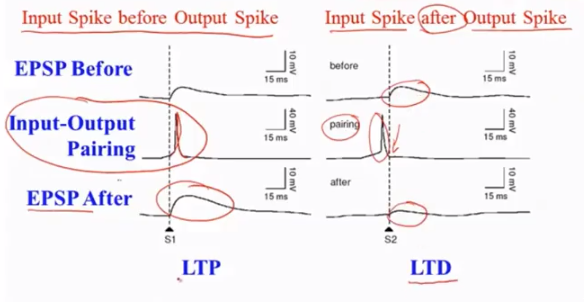 Input Spike before Output Spike
Input Spike after Output Spike
EPSP Before
10 mV
15 ms
before
10 mV
15 ms
Input-Output
Pairing
40 mV
15 ms
pairing
40 mV
15 ms
EPSP After
10 mV
15 ms
after
10 mV
15 ms
S1
S2
LTP
LTD